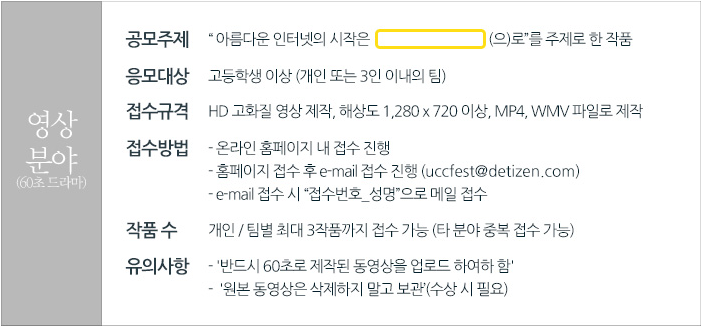 영상
분야
(60초 드라마)
공모주제 “ 아름다운 인터넷의 시작은 (으)로”를 주제로 한 작품
응모대상 고등학생 이상 (개인 또는 3인 이내의 팀)
접수규격 HD 고화질 영상 제작, 해상도 1,280 x 720 이상, MP4, WMV 파일로 제작
접수방법 - 온라인 홈페이지 내 접수 진행
- 홈페이지 접수 후 e-mail 접수 진행 (uccfest@detizen.com)
- e-mail 접수 시 “접수번호_성명”으로 메일 접수
작품 수 개인 / 팀별 최대 3작품까지 접수 가능 (타 분야 중복 접수 가능)
유의사항 - '반드시 60초로 제작된 동영상을 업로드 하여하 함'
- '원본 동영상은 삭제하지 말고 보관'(수상 시 필요)